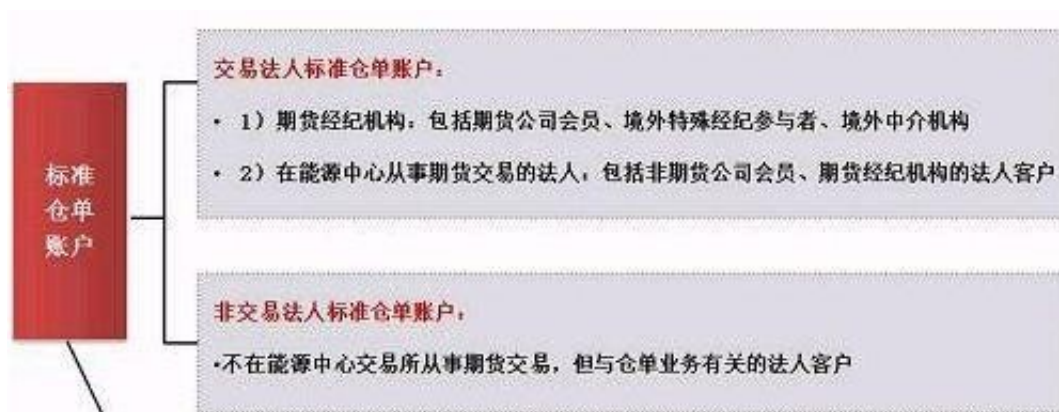 标准
仓单
账户
交易法人标准仓单账户：
· 1）期货经纪机构：包括期货公司会员、境外特殊经纪参与者、境外中介机构
· 2）在能源中心从事期货交易的法人：包括非期货公司会员、期货经纪机构的法人客户
非交易法人标准仓单账户：
·不在能源中心交易所从事期货交易，但与仓单业务有关的法人客户